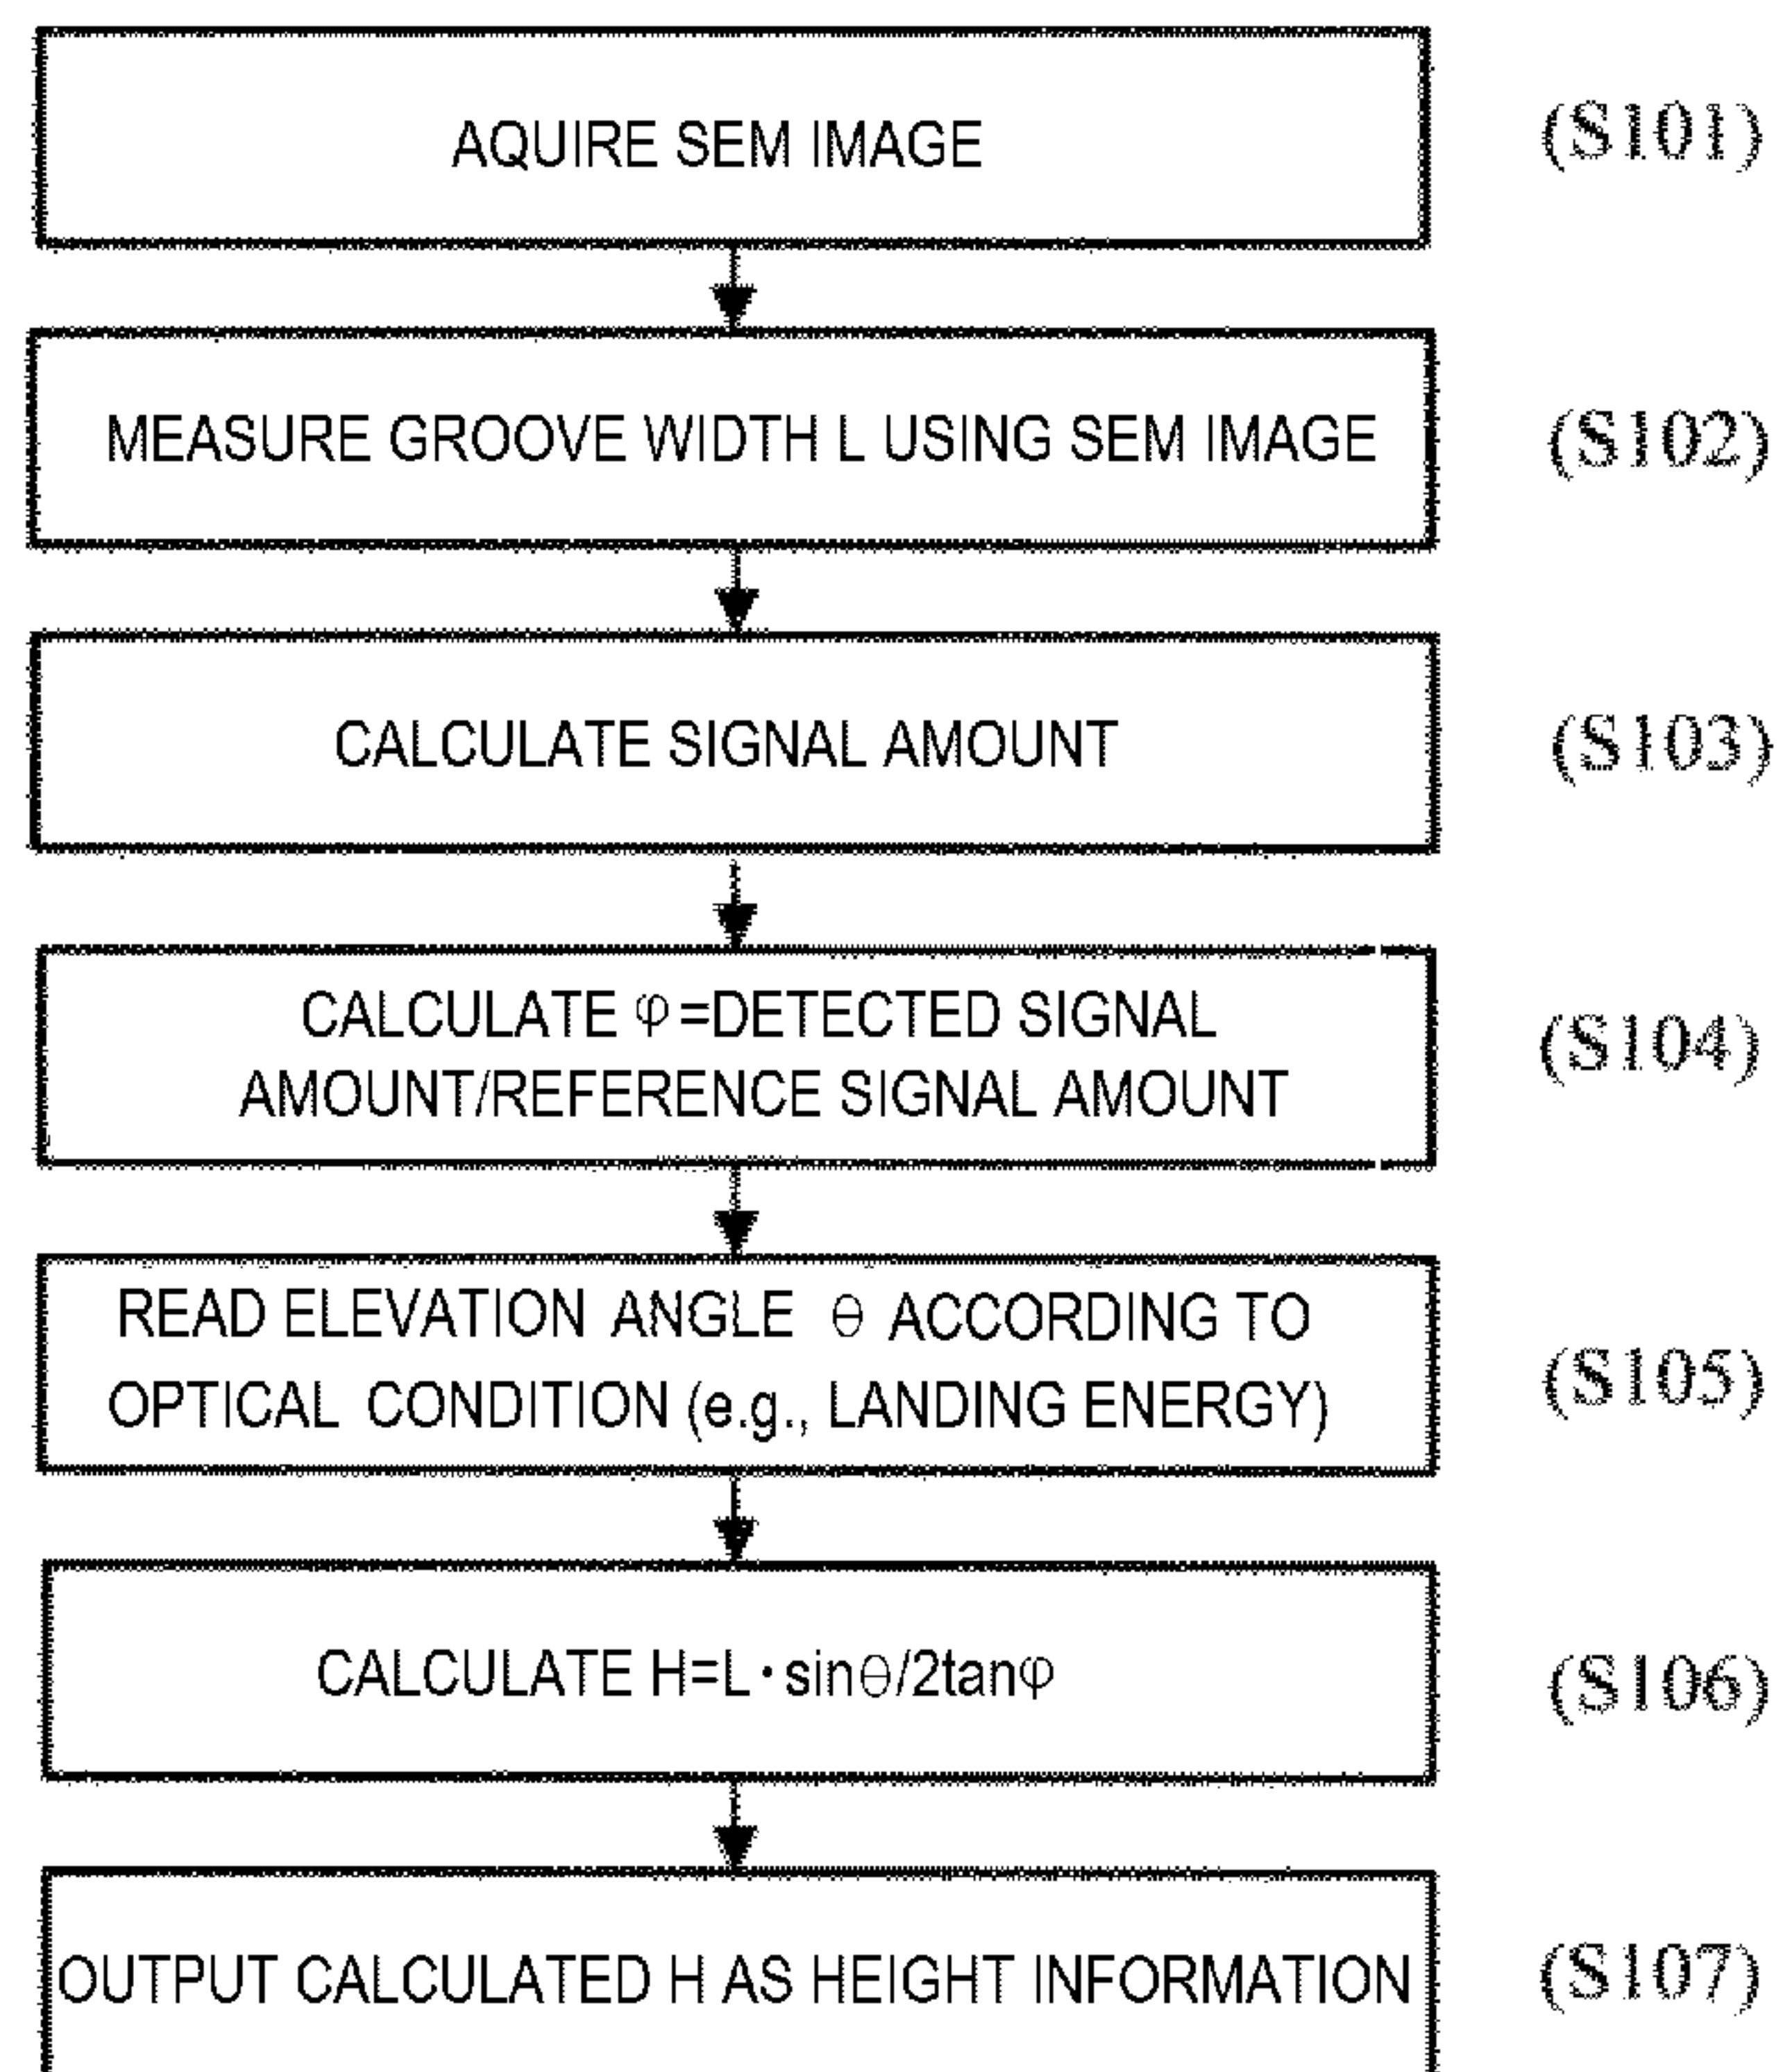 AQUIRE SEM IMAGE
(S101)
MEASURE GROOVE WIDTH L USING SEM IMAGE
(S102)
CALCULATE SIGNAL AMOUNT
(S103)
CALCULATE φ=DETECTED SIGNAL
AMOUNT/REFERENCE SIGNAL AMOUNT
(S104)
READ ELEVATION ANGLE θ ACCORDING TO
OPTICAL CONDITION (e.g., LANDING ENERGY)
(S105)
CALCULATE H=L・sinθ/2tanφ
(S106)
OUTPUT CALCULATED H AS HEIGHT INFORMATION
(S107)